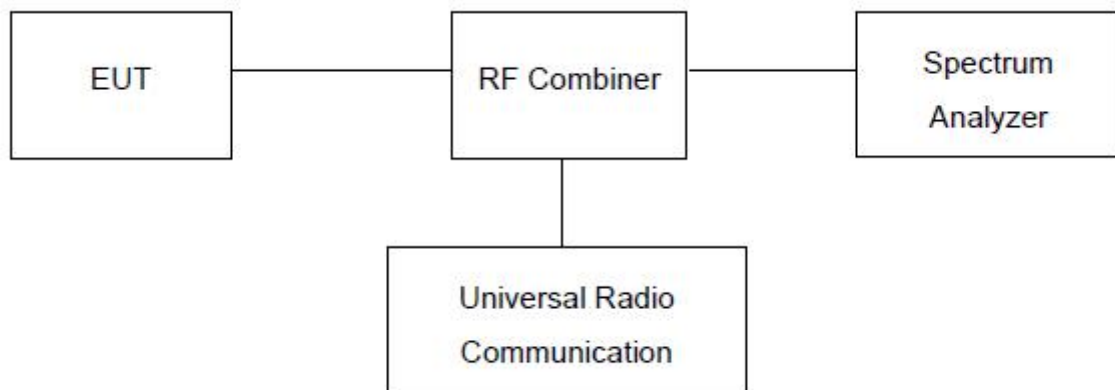 EUT
RF Combiner
Spectrum
Analyzer
Universal Radio
Communication